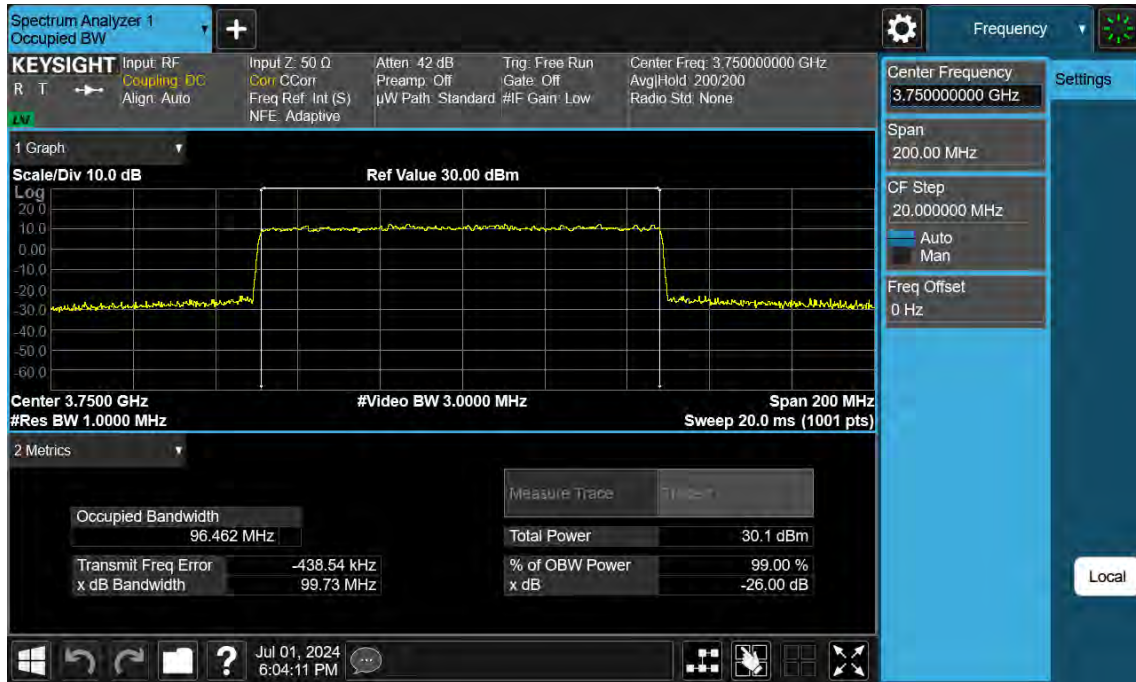 Spectrum Analyzer 1
Occupied BW
Frequency
KEYSIGHT
R T
Input: RF
Coupling: DC
Align: Auto
Input Z: 50 Ω
Corr CCorr
Freq Ref: Int (S)
NFE: Adaptive
Atten: 42 dB
Preamp: Off
µW Path: Standard
Trig: Free Run
Gate: Off
#IF Gain: Low
Center Freq: 3.750000000 GHz
Avg|Hold: 200/200
Radio Std: None
Center Frequency
3.750000000 GHz
Settings
Span
200.00 MHz
CF Step
20.000000 MHz
Auto
Man
Freq Offset
0 Hz
Local
1 Graph
Scale/Div 10.0 dB
Ref Value 30.00 dBm
Log
20.0
10.0
0.00
-10.0
-20.0
-30.0
-40.0
-50.0
-60.0
Center 3.7500 GHz
#Video BW 3.0000 MHz
Span 200 MHz
#Res BW 1.0000 MHz
Sweep 20.0 ms (1001 pts)
2 Metrics
Measure Trace
Occupied Bandwidth
96.462 MHz
Total Power 30.1 dBm
Transmit Freq Error -438.54 kHz
% of OBW Power 99.00 %
x dB Bandwidth 99.73 MHz
x dB -26.00 dB
?
Jul 01, 2024
6:04:11 PM